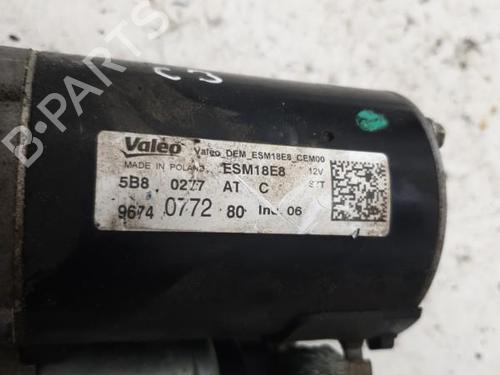 B-PARTS
C3
Valeo Valeo_DEM_ESM18E8_CEM00
MADE IN POLAND ESM18E8 12V
5B8 0277 AT C
9674 0772 80 Ind. 06